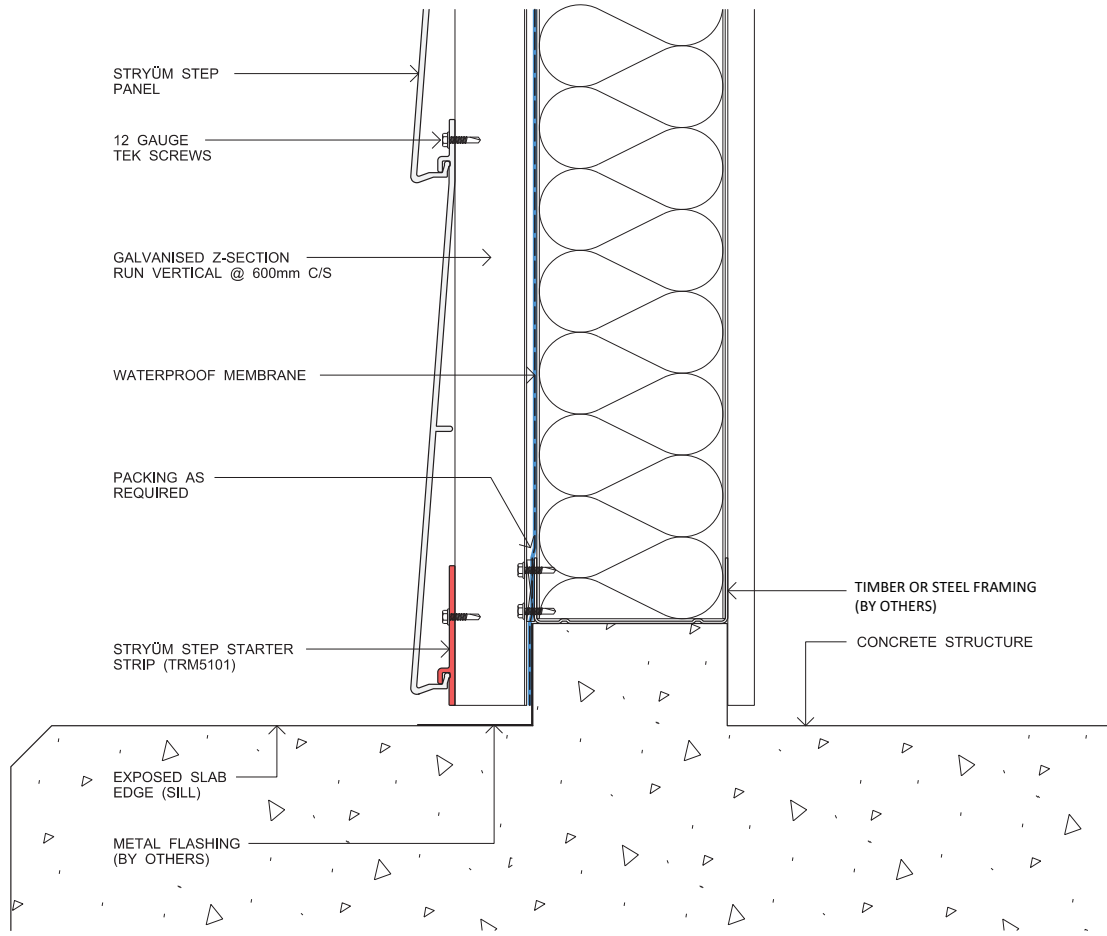 STRYÜM STEP
PANEL
12 GAUGE
TEK SCREWS
GALVANISED Z-SECTION
RUN VERTICAL @ 600mm C/S
WATERPROOF MEMBRANE
PACKING AS
REQUIRED
TIMBER OR STEEL FRAMING
(BY OTHERS)
STRYÜM STEP STARTER
STRIP (TRM5101)
CONCRETE STRUCTURE
EXPOSED SLAB
EDGE (SILL)
METAL FLASHING
(BY OTHERS)